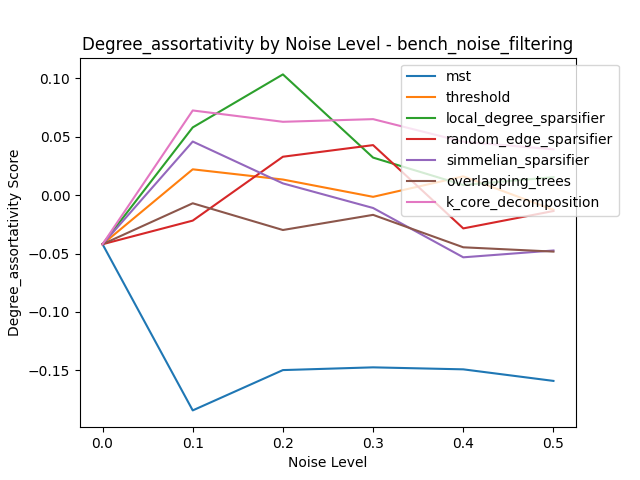 Degree_assortativity by Noise Level - bench_noise_filtering
Degree_assortativity Score
0.10
0.05
0.00
−0.05
−0.10
−0.15
mst
threshold
local_degree_sparsifier
random_edge_sparsifier
simmelian_sparsifier
overlapping_trees
k_core_decomposition
0.0 0.1 0.2 0.3 0.4 0.5
Noise Level